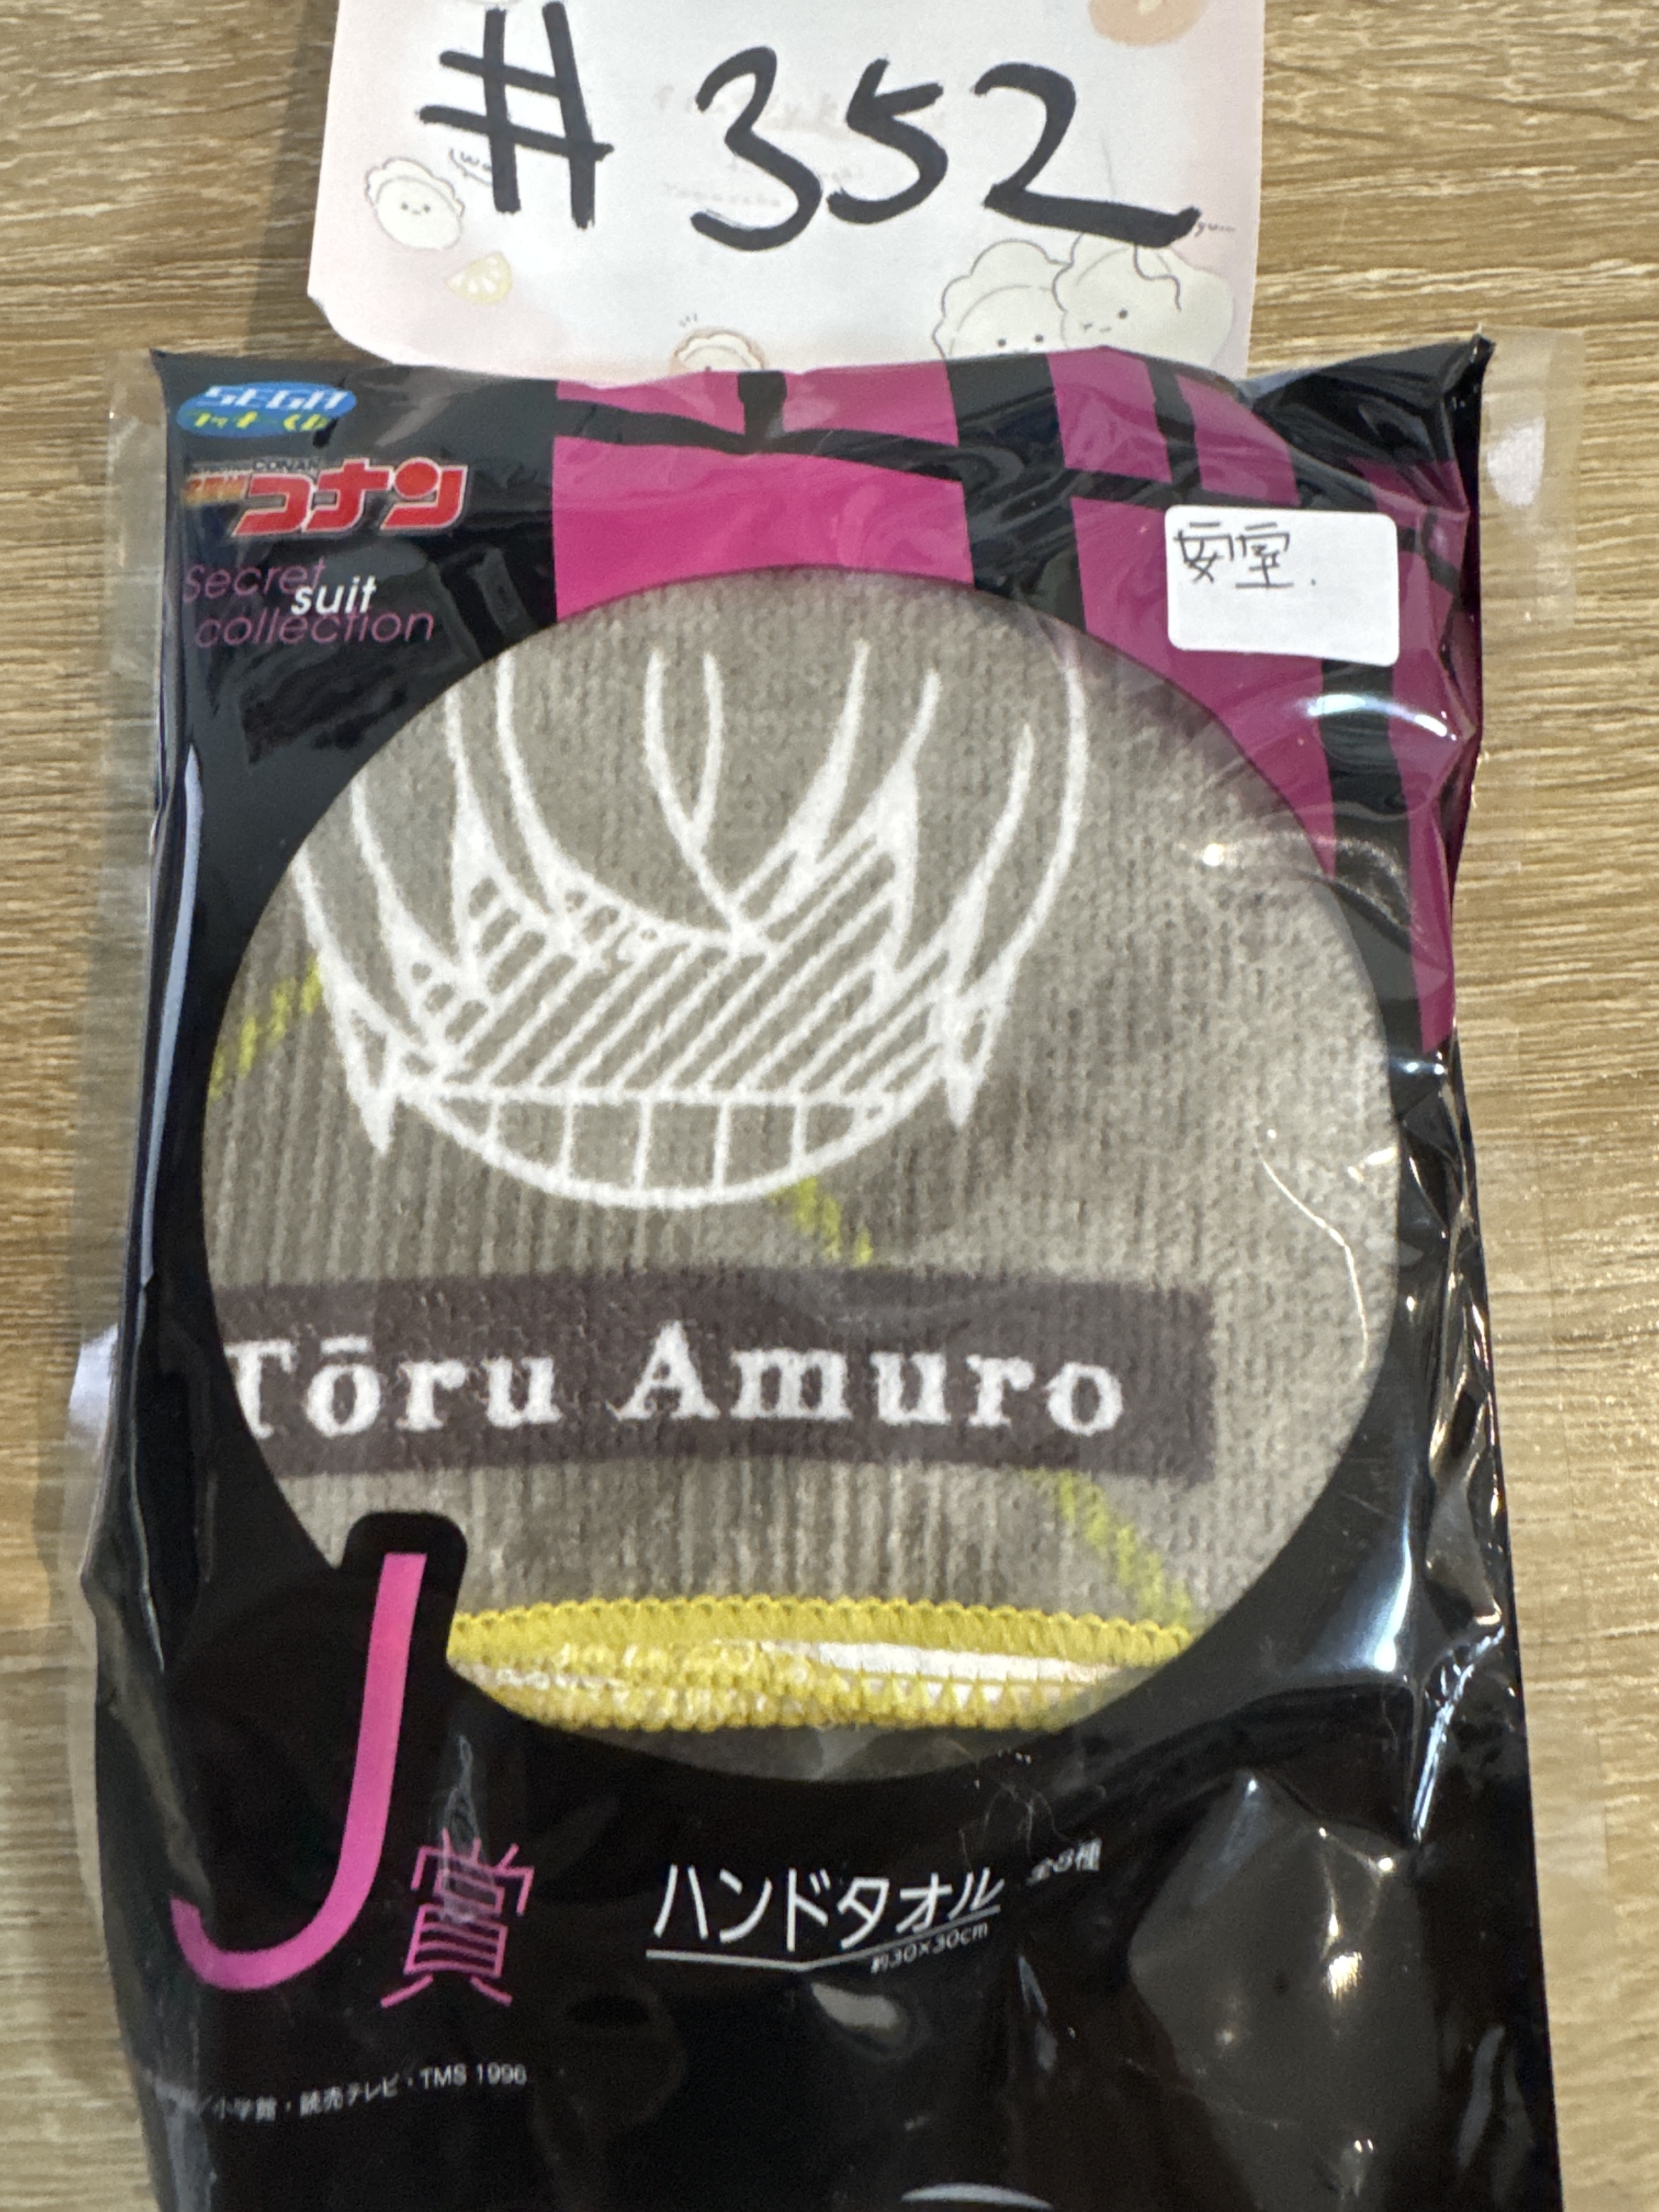 #352
SEGA
ラッキーくじ
CONAN
コナン
安室.
Secret
suit
collection
Tōru Amuro
J賞
ハンドタオル 全8種
約30×30cm
小学館・読売テレビ・TMS 1996